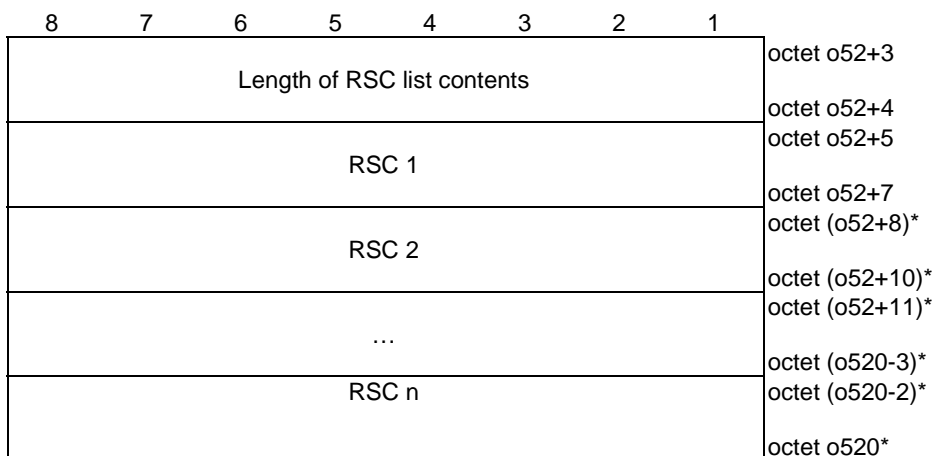 8 7 6 5 4 3 2 1
octet o52+3
Length of RSC list contents
octet o52+4
octet o52+5
RSC 1
octet o52+7
octet (o52+8)*
RSC 2
octet (o52+10)*
octet (o52+11)*
…
octet (o520-3)*
RSC n octet (o520-2)*
octet o520*